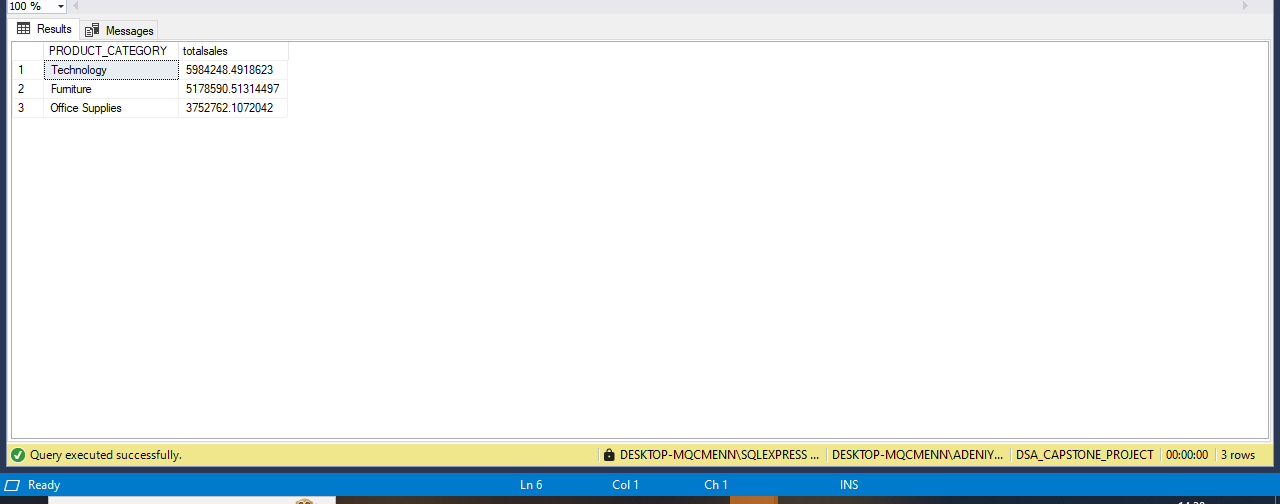 100 %
Results Messages
PRODUCT_CATEGORY totalsales
1 Technology 5984248.4918623
2 Furniture 5178590.51314497
3 Office Supplies 3752762.1072042
Query executed successfully. DESKTOP-MQCMENN\SQLEXPRESS ... DESKTOP-MQCMENN\ADENIY... DSA_CAPSTONE_PROJECT 00:00:00 3 rows
Ready Ln 6 Col 1 Ch 1 INS